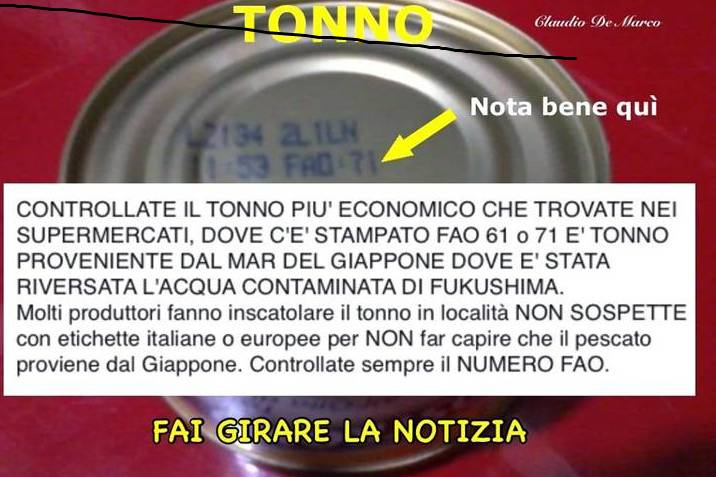 TONNO
Claudio De Marco
Nota bene quì
L2194 2L1LN
1:53 FAO:71
CONTROLLATE IL TONNO PIU' ECONOMICO CHE TROVATE NEI
SUPERMERCATI, DOVE C'E' STAMPATO FAO 61 o 71 E' TONNO
PROVENIENTE DAL MAR DEL GIAPPONE DOVE E' STATA
RIVERSATA L'ACQUA CONTAMINATA DI FUKUSHIMA.
Molti produttori fanno inscatolare il tonno in località NON SOSPETTE
con etichette italiane o europee per NON far capire che il pescato
proviene dal Giappone. Controllate sempre il NUMERO FAO.
FAI GIRARE LA NOTIZIA